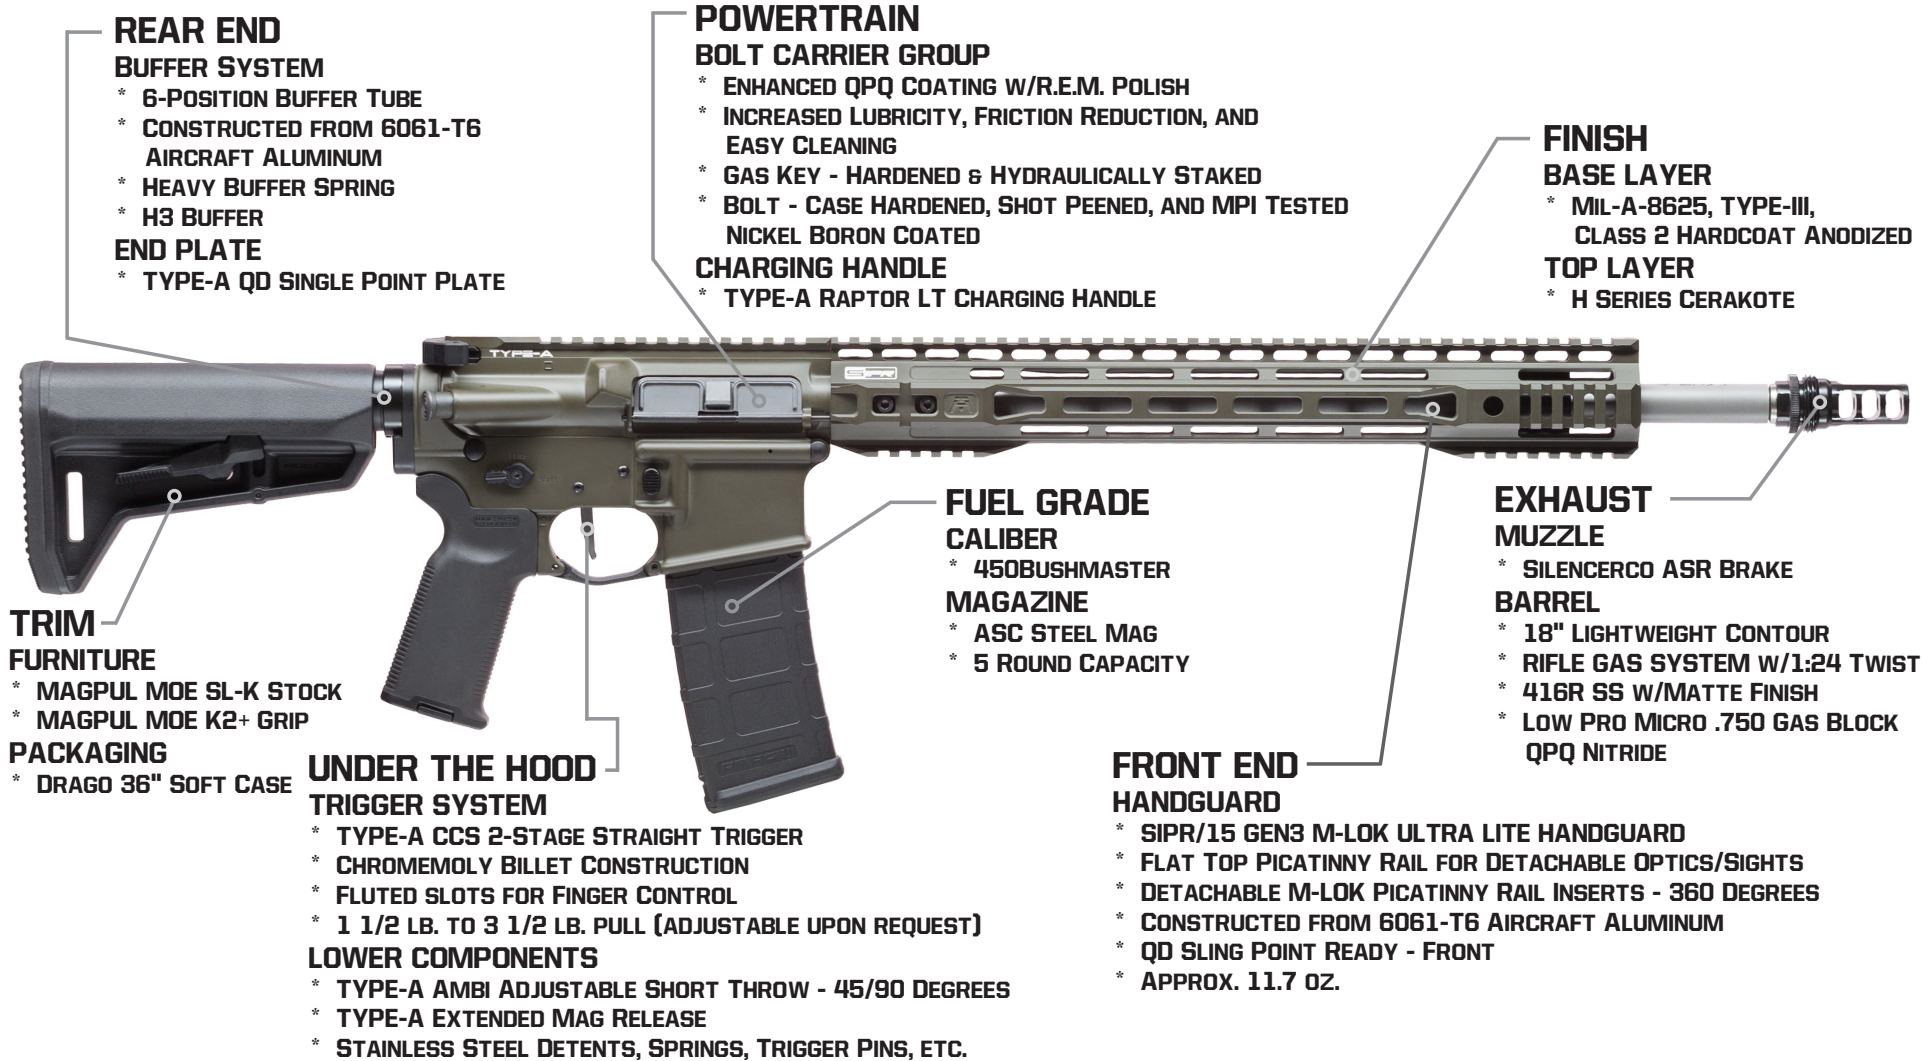 REAR END
BUFFER SYSTEM
* 6-POSITION BUFFER TUBE
* CONSTRUCTED FROM 6061-T6
AIRCRAFT ALUMINUM
* HEAVY BUFFER SPRING
* H3 BUFFER
END PLATE
* TYPE-A QD SINGLE POINT PLATE
POWERTRAIN
BOLT CARRIER GROUP
* ENHANCED QPQ COATING W/R.E.M. POLISH
* INCREASED LUBRICITY, FRICTION REDUCTION, AND
EASY CLEANING
* GAS KEY - HARDENED & HYDRAULICALLY STAKED
* BOLT - CASE HARDENED, SHOT PEENED, AND MPI TESTED
NICKEL BORON COATED
CHARGING HANDLE
* TYPE-A RAPTOR LT CHARGING HANDLE
FINISH
BASE LAYER
* MIL-A-8625, TYPE-III,
CLASS 2 HARDCOAT ANODIZED
TOP LAYER
* H SERIES CERAKOTE
TYPE-A
SIPR
TRIM
FURNITURE
* MAGPUL MOE SL-K STOCK
* MAGPUL MOE K2+ GRIP
PACKAGING
* DRAGO 36" SOFT CASE
UNDER THE HOOD
TRIGGER SYSTEM
* TYPE-A CCS 2-STAGE STRAIGHT TRIGGER
* CHROMEMOLY BILLET CONSTRUCTION
* FLUTED SLOTS FOR FINGER CONTROL
* 1 1/2 LB. TO 3 1/2 LB. PULL (ADJUSTABLE UPON REQUEST)
LOWER COMPONENTS
* TYPE-A AMBI ADJUSTABLE SHORT THROW - 45/90 DEGREES
* TYPE-A EXTENDED MAG RELEASE
* STAINLESS STEEL DETENTS, SPRINGS, TRIGGER PINS, ETC.
FUEL GRADE
CALIBER
* 450BUSHMASTER
MAGAZINE
* ASC STEEL MAG
* 5 ROUND CAPACITY
EXHAUST
MUZZLE
* SILENCERCO ASR BRAKE
BARREL
* 18" LIGHTWEIGHT CONTOUR
* RIFLE GAS SYSTEM W/1:24 TWIST
* 416R SS W/MATTE FINISH
* LOW PRO MICRO .750 GAS BLOCK
QPQ NITRIDE
FRONT END
HANDGUARD
* SIPR/15 GEN3 M-LOK ULTRA LITE HANDGUARD
* FLAT TOP PICATINNY RAIL FOR DETACHABLE OPTICS/SIGHTS
* DETACHABLE M-LOK PICATINNY RAIL INSERTS - 360 DEGREES
* CONSTRUCTED FROM 6061-T6 AIRCRAFT ALUMINUM
* QD SLING POINT READY - FRONT
* APPROX. 11.7 OZ.